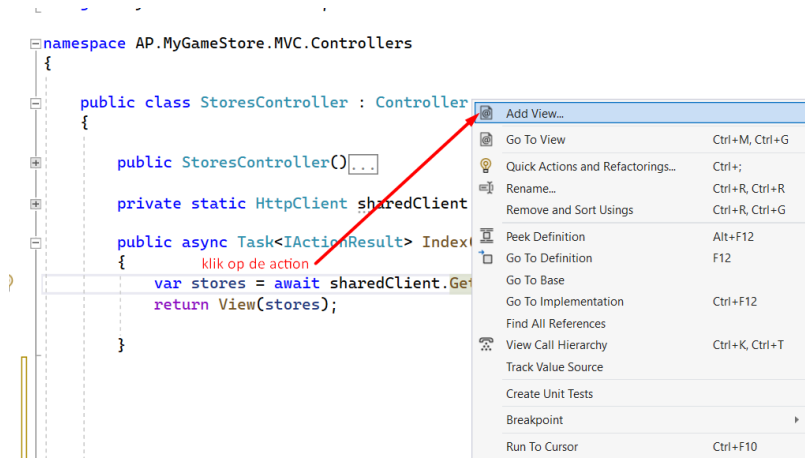 namespace AP.MyGameStore.MVC.Controllers
{
public class StoresController : Controller
{
public StoresController()...
private static HttpClient sharedClient
public async Task<IActionResult> Index(
{
klik op de action
var stores = await sharedClient.Get
return View(stores);
}
Add View...
Go To View Ctrl+M, Ctrl+G
Quick Actions and Refactorings... Ctrl+;
Rename... Ctrl+R, Ctrl+R
Remove and Sort Usings Ctrl+R, Ctrl+G
Peek Definition Alt+F12
Go To Definition F12
Go To Base
Go To Implementation Ctrl+F12
Find All References
View Call Hierarchy Ctrl+K, Ctrl+T
Track Value Source
Create Unit Tests
Breakpoint
Run To Cursor Ctrl+F10